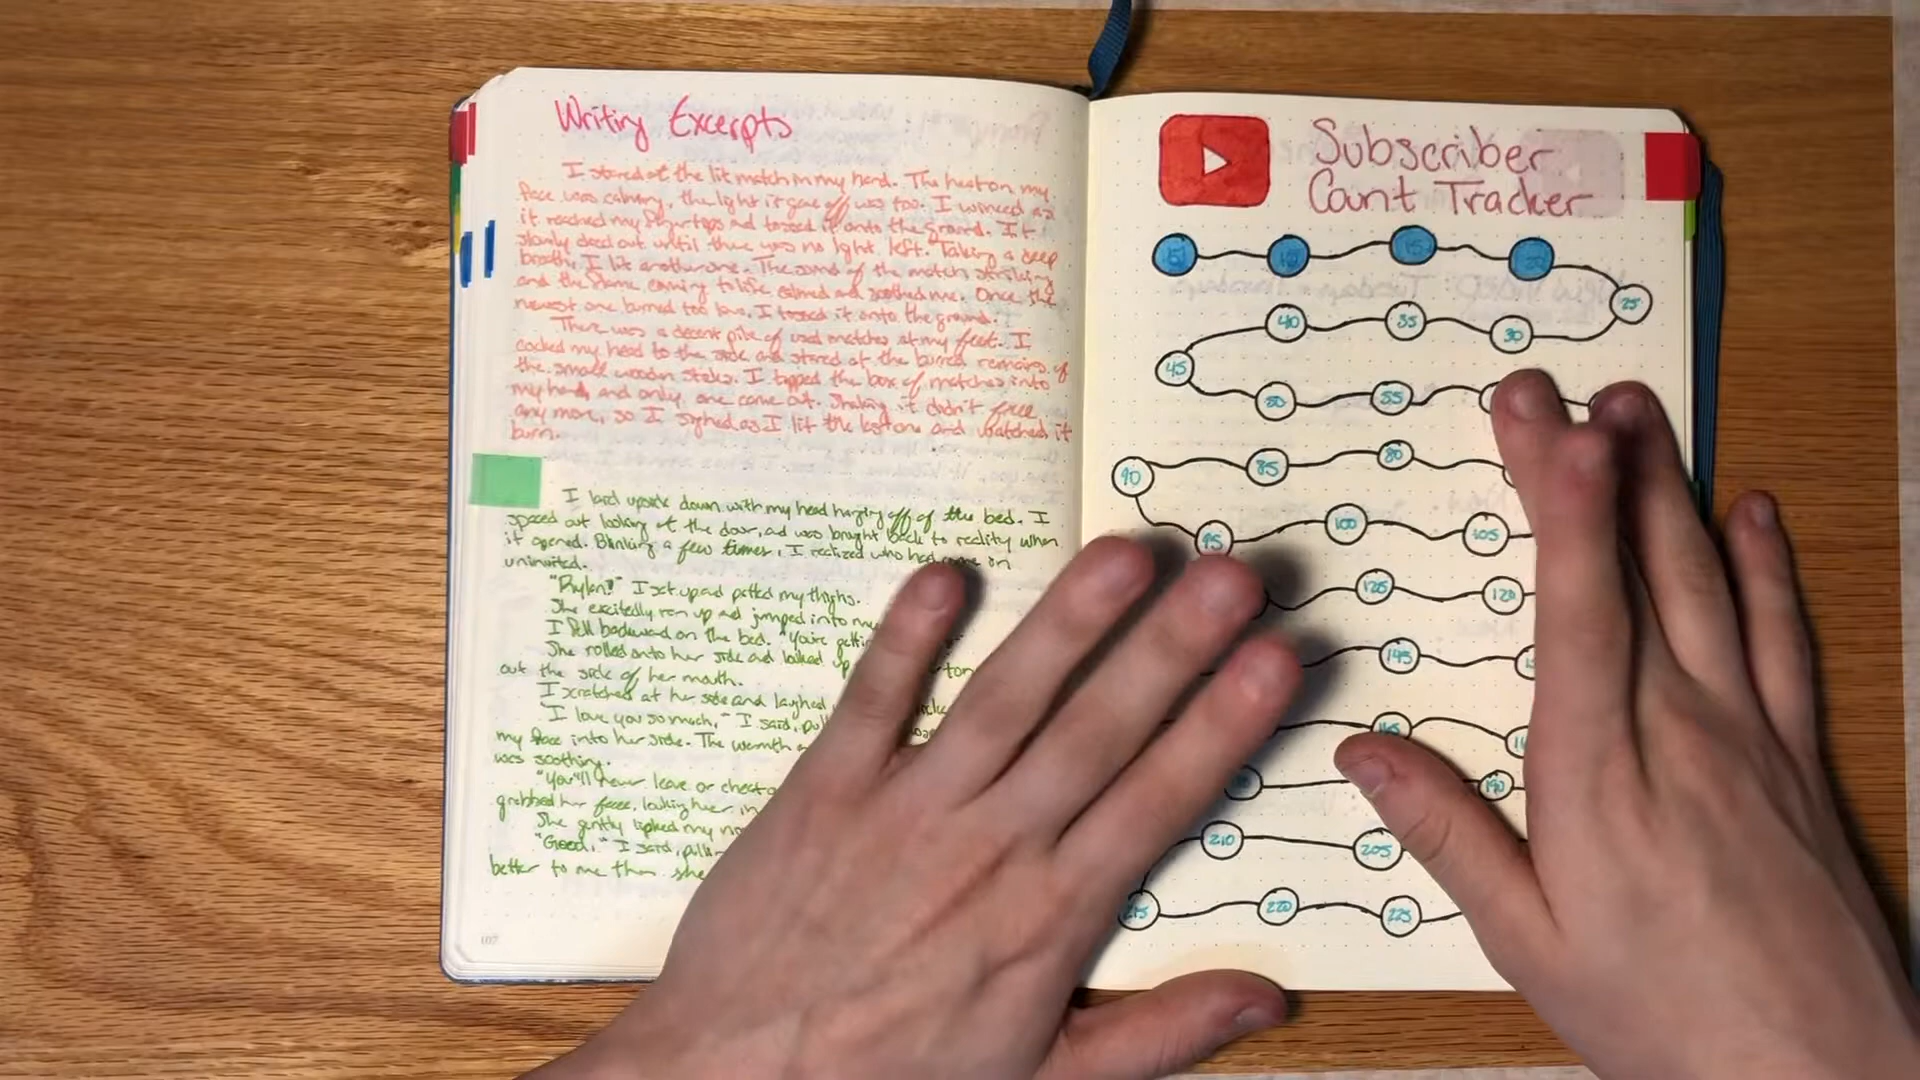 Writing Excerpts
I stared at the lit match in my hand. The heat on my
face was calming, the light it gave off was too. I winced as
it reached my fingertips and tossed it onto the ground. It
slowly died out until there was no light left. Taking a deep
breath, I lit another one. The sound of the match striking
and the flame coming to life calmed and soothed me. Once the
newest one burned too low, I tossed it onto the ground.
There was a decent pile of used matches at my feet. I
cocked my head to the side and stared at the burned remains of
the small wooden sticks. I tapped the box of matches into
my hand, and only one came out. Shaking it didn't free
any more, so I sighed as I lit the last one and watched it
burn.
I laid upside down with my head hanging off of the bed. I
spaced out looking at the door, and was brought back to reality when
it opened. Blinking a few times, I realized who had come in
uninvited.
I sat up and patted my thighs.
She excitedly ran up and jumped into my
I fell backward on the bed. "You're
She rolled onto her side and looked up
out the side of her mouth.
I scratched at her side and laughed
"I love you so much," I said,
my face into her side. The warmth
was soothing.
"You'll never leave or cheat
grabbed her face, looking her in
She gently licked my
"Good," I said,
better to me than she
107
Subscriber
Count Tracker
10 15 20
25
40 35 30
45
50 55
90 85 80
95 100 105
125 120
145
165
190
210 205
215 220 225